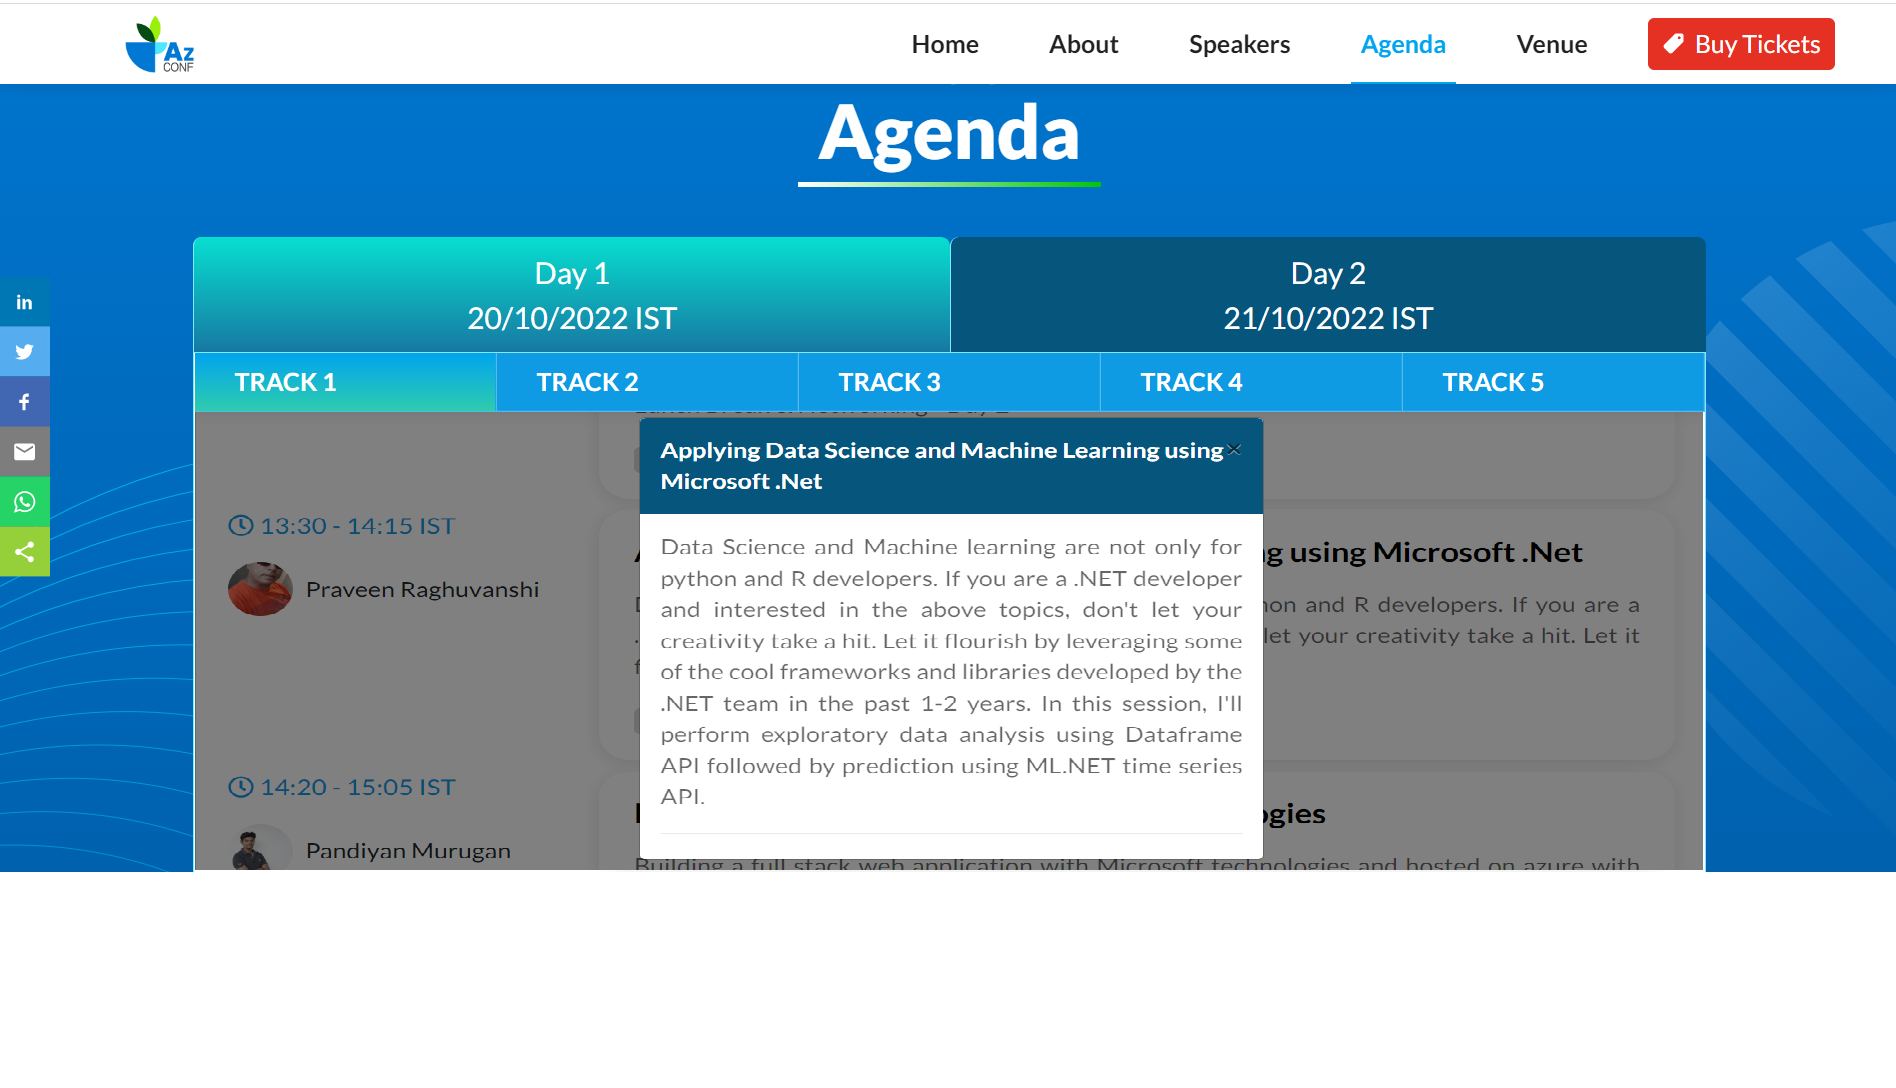 Az
CONF
Home
About
Speakers
Agenda
Venue
Buy Tickets
Agenda
Day 1
20/10/2022 IST
Day 2
21/10/2022 IST
TRACK 1
TRACK 2
TRACK 3
TRACK 4
TRACK 5
in
Applying Data Science and Machine Learning using
Microsoft .Net
Data Science and Machine learning are not only for
python and R developers. If you are a .NET developer
and interested in the above topics, don't let your
creativity take a hit. Let it flourish by leveraging some
of the cool frameworks and libraries developed by the
.NET team in the past 1-2 years. In this session, I'll
perform exploratory data analysis using Dataframe
API followed by prediction using ML.NET time series
API.
13:30 - 14:15 IST
Praveen Raghuvanshi
using Microsoft .Net
and R developers. If you are a
let your creativity take a hit. Let it
14:20 - 15:05 IST
Pandiyan Murugan
Building a full stack web application with Microsoft technologies and hosted on azure with